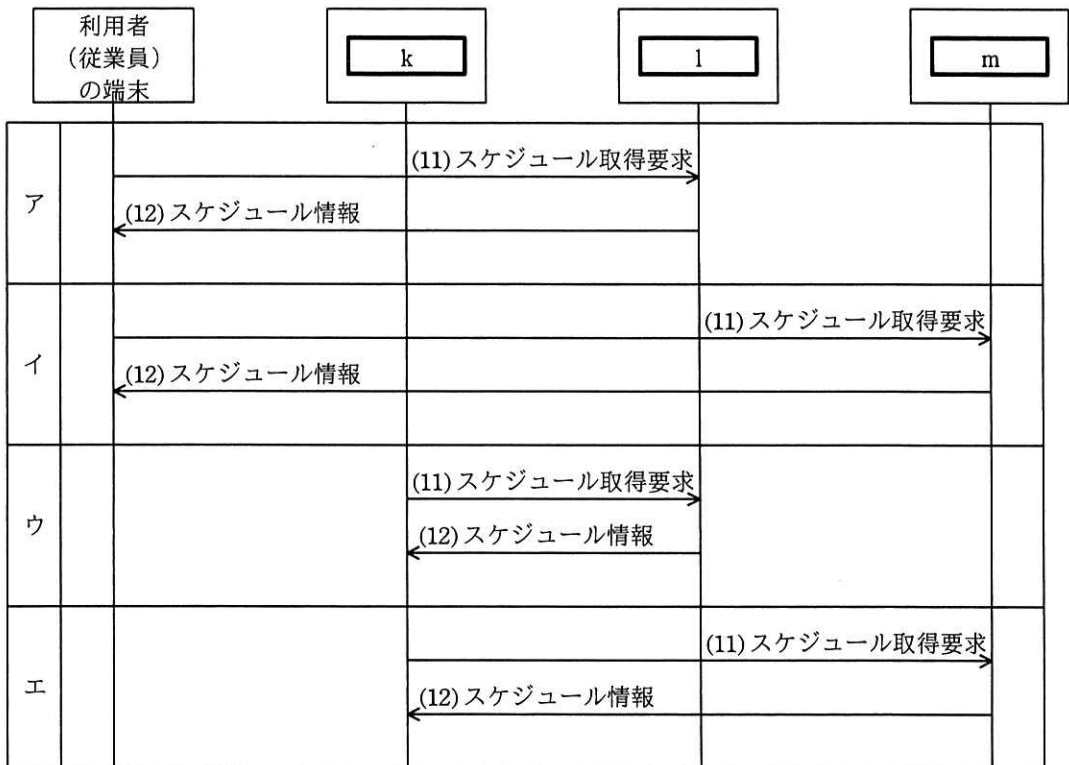 利用者
（従業員）
の端末
k
l
m
ア
(11)スケジュール取得要求
(12)スケジュール情報
イ
(11)スケジュール取得要求
(12)スケジュール情報
ウ
(11)スケジュール取得要求
(12)スケジュール情報
エ
(11)スケジュール取得要求
(12)スケジュール情報